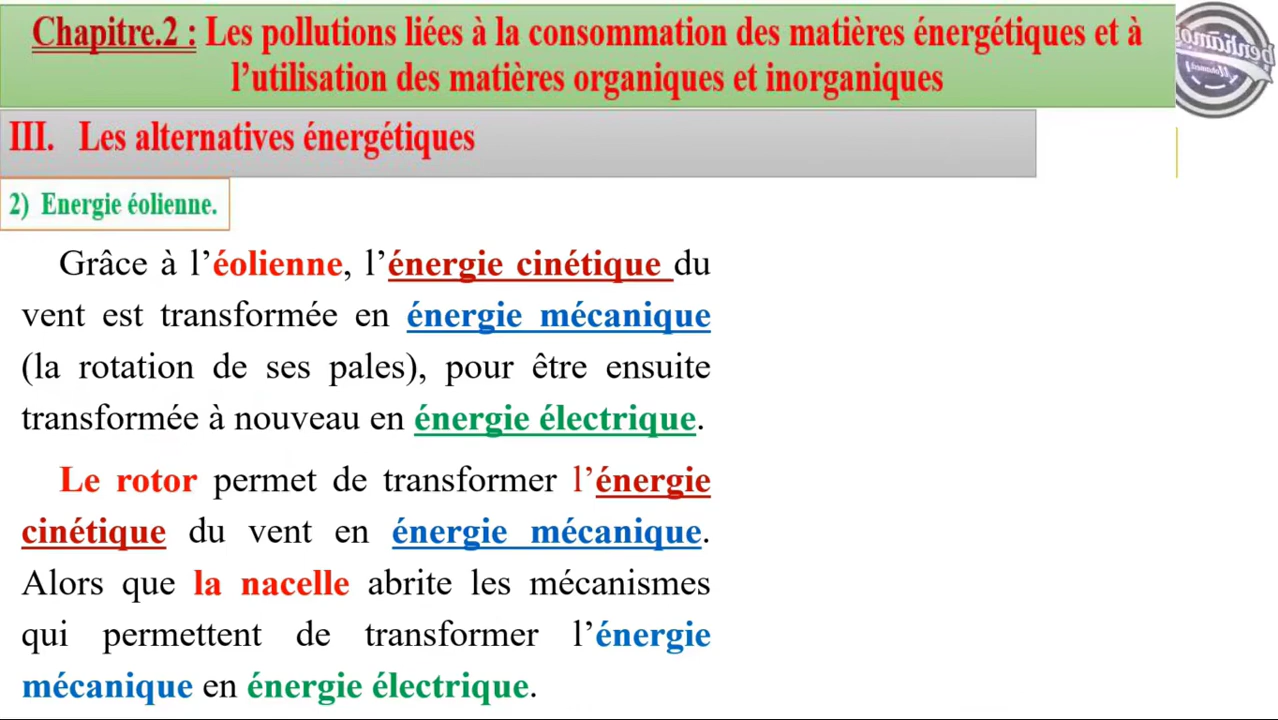 Chapitre.2 : Les pollutions liées à la consommation des matières énergétiques et à
l’utilisation des matières organiques et inorganiques
benhamou
Mohamed
III. Les alternatives énergétiques
2) Energie éolienne.
Grâce à l’éolienne, l’énergie cinétique du
vent est transformée en énergie mécanique
(la rotation de ses pales), pour être ensuite
transformée à nouveau en énergie électrique.
Le rotor permet de transformer l’énergie
cinétique du vent en énergie mécanique.
Alors que la nacelle abrite les mécanismes
qui permettent de transformer l’énergie
mécanique en énergie électrique.